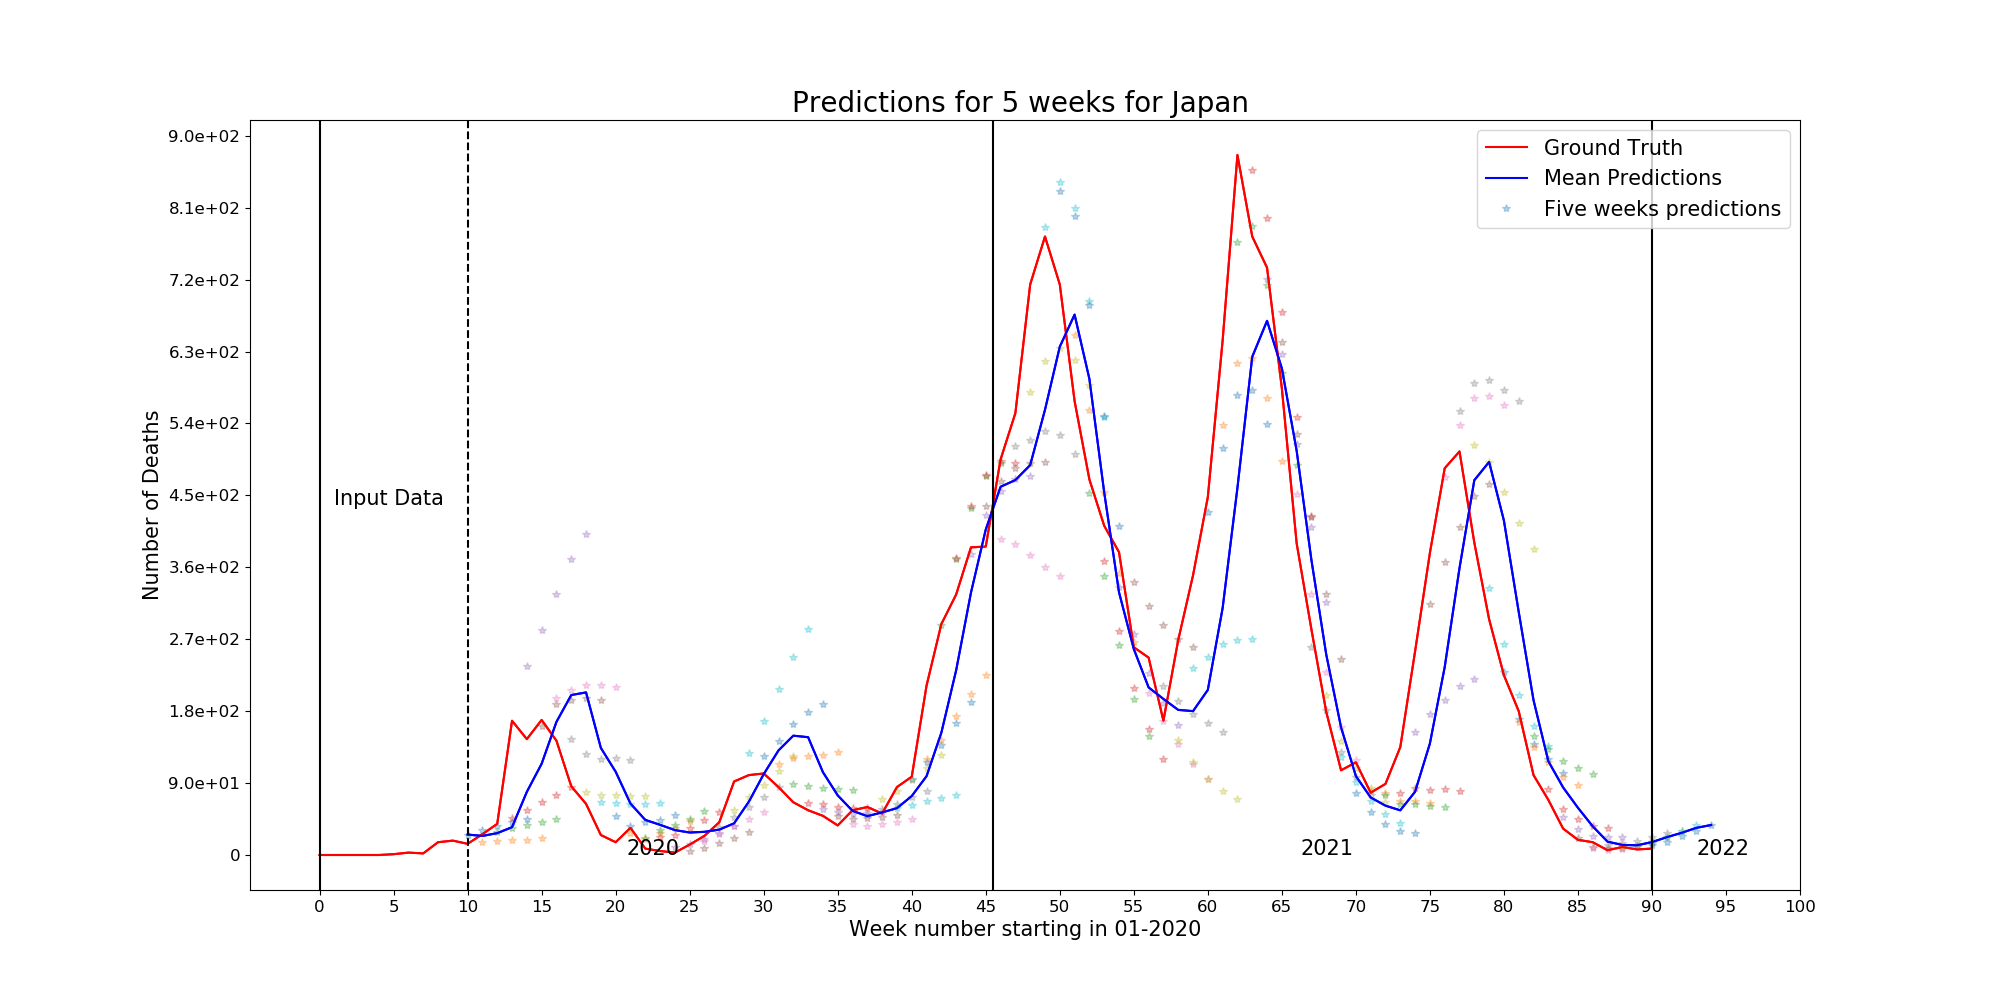 Predictions for 5 weeks for Japan
9.0e+02
8.1e+02
7.2e+02
6.3e+02
5.4e+02
4.5e+02
3.6e+02
2.7e+02
1.8e+02
9.0e+01
0
Number of Deaths
Ground Truth
Mean Predictions
Five weeks predictions
Input Data
2020
2021
2022
0 5 10 15 20 25 30 35 40 45 50 55 60 65 70 75 80 85 90 95 100
Week number starting in 01-2020